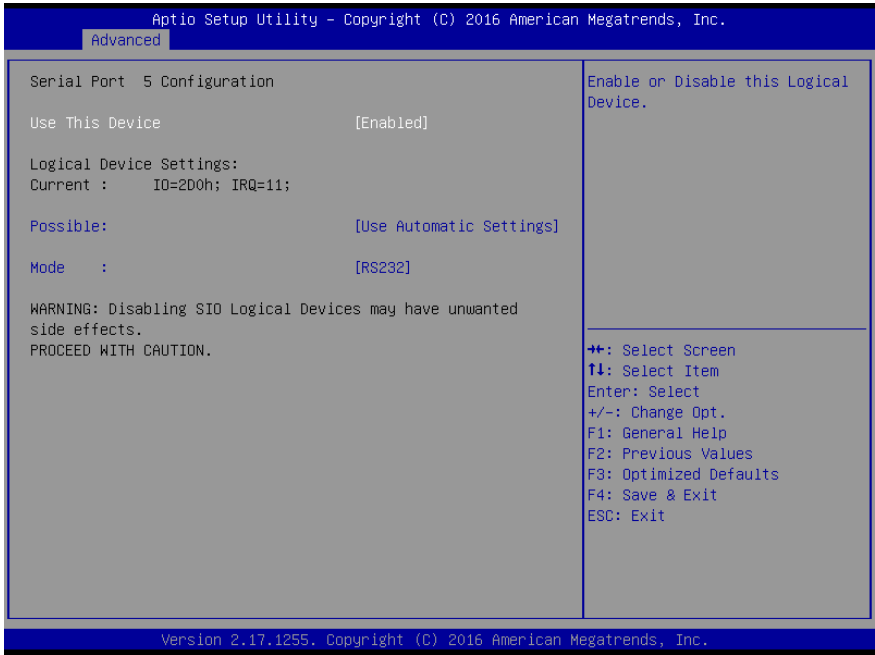 Aptio Setup Utility – Copyright (C) 2016 American Megatrends, Inc.
Advanced
Serial Port 5 Configuration
Use This Device [Enabled]
Logical Device Settings:
Current : IO=2D0h; IRQ=11;
Possible: [Use Automatic Settings]
Mode : [RS232]
WARNING: Disabling SIO Logical Devices may have unwanted
side effects.
PROCEED WITH CAUTION.
Enable or Disable this Logical
Device.
→←: Select Screen
↑↓: Select Item
Enter: Select
+/-: Change Opt.
F1: General Help
F2: Previous Values
F3: Optimized Defaults
F4: Save & Exit
ESC: Exit
Version 2.17.1255. Copyright (C) 2016 American Megatrends, Inc.